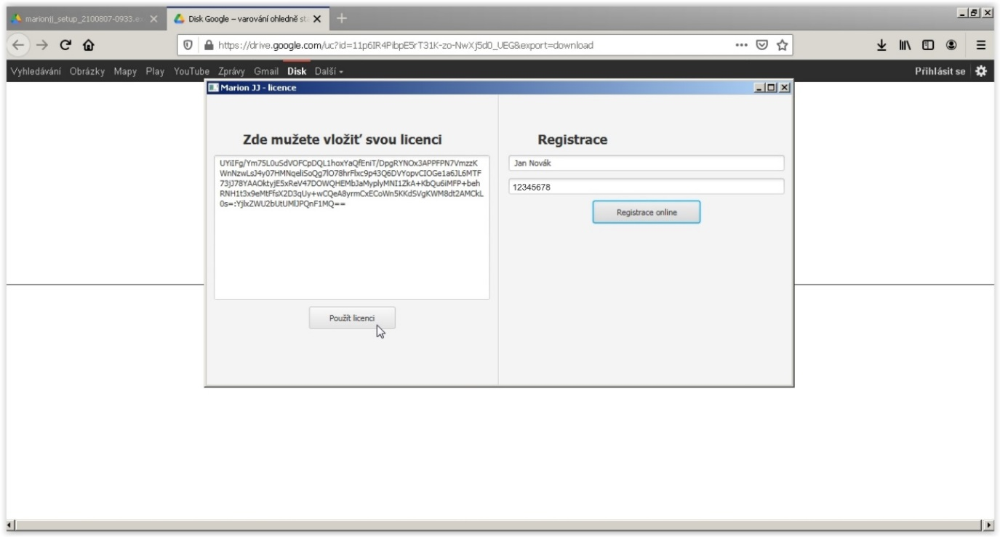 marionjj_setup_2100807-0933.e
Disk Google – varování ohledně st
https://drive.google.com/uc?id=11p6IR4PibpE5rT31K-zo-NwXj5d0_UEG&export=download
Vyhledávání Obrázky Mapy Play YouTube Zprávy Gmail Disk Další
Přihlásit se
Marion JJ - licence
Zde mužete vložiť svou licenci
UYiIFg/Ym75L0uSdVOFCpDQL1hoxYaQfEniT/DpgRYNOx3APPFPN7VmzzK
WnNzwLsJ4y07HMNqeliSoQg7lO78hrFlxc9p43Q6DVYopvCIOGe1a6JL6MTF
73jJ78YAAOktyjE5xReV47DOWQHEMbJaMyplyMNI1ZkA+KbQu6iMFP+beh
RNH1t3x9eMtFfsX2D3qUy+wCQeA8yrmCxECoWn5KKdSVgKWM8dt2AMCkL
0s=:YjlxZWU2bUtUMlJPQnF1MQ==
Použít licenci
Registrace
Jan Novák
12345678
Registrace online